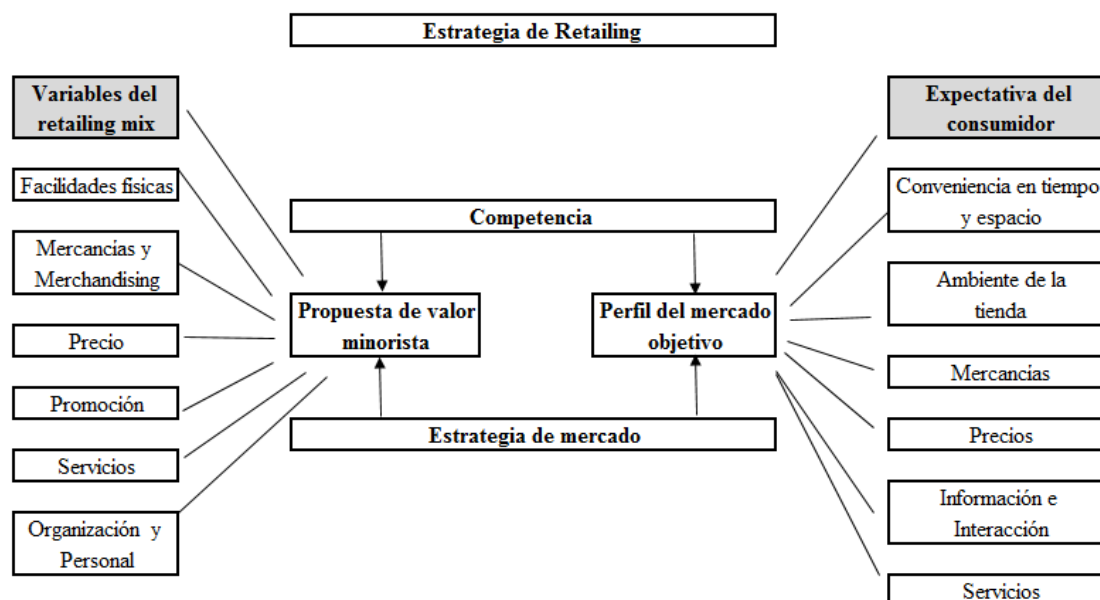 Estrategia de Retailing
Variables del
retailing mix
Facilidades físicas
Mercancías y
Merchandising
Precio
Promoción
Servicios
Organización y
Personal
Competencia
Propuesta de valor
minorista
Perfil del mercado
objetivo
Estrategia de mercado
Expectativa del
consumidor
Conveniencia en tiempo
y espacio
Ambiente de la
tienda
Mercancías
Precios
Información e
Interacción
Servicios